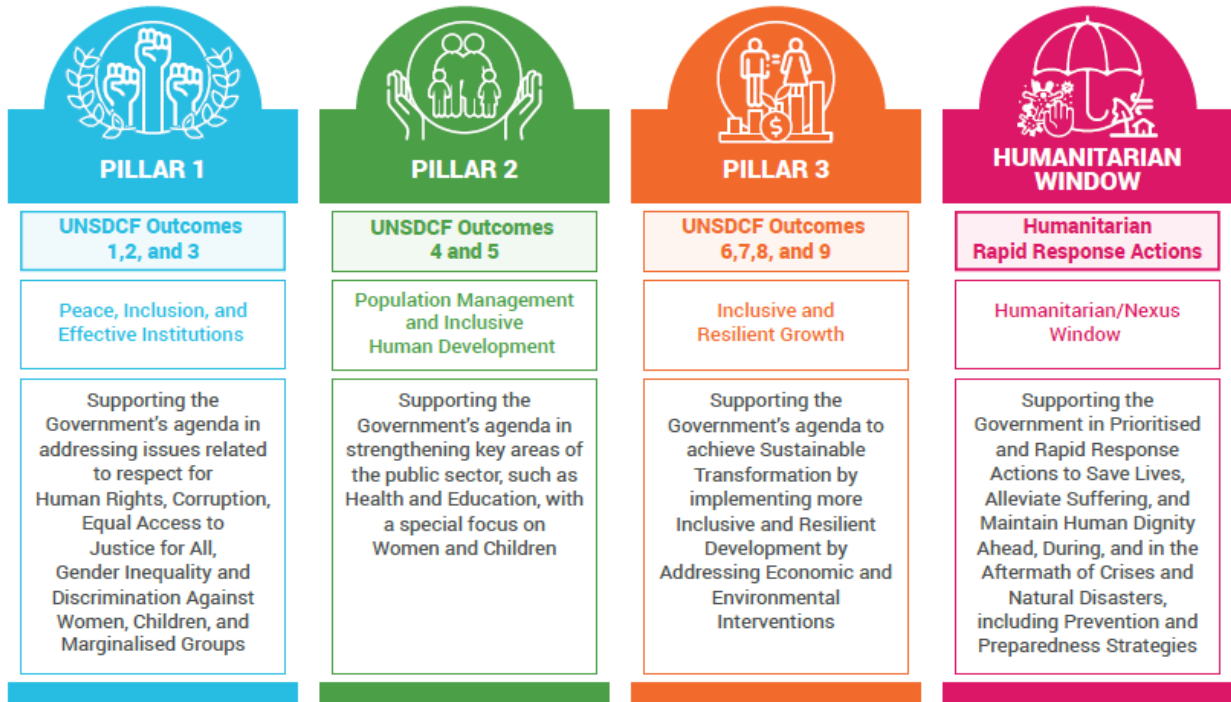 PILLAR 1
UNSDCF Outcomes
1,2, and 3
Peace, Inclusion, and
Effective Institutions
Supporting the
Government's agenda in
addressing issues related
to respect for
Human Rights, Corruption,
Equal Access to
Justice for All,
Gender Inequality and
Discrimination Against
Women, Children, and
Marginalised Groups
PILLAR 2
UNSDCF Outcomes
4 and 5
Population Management
and Inclusive
Human Development
Supporting the
Government's agenda in
strengthening key areas of
the public sector, such as
Health and Education, with
a special focus on
Women and Children
$
PILLAR 3
UNSDCF Outcomes
6,7,8, and 9
Inclusive and
Resilient Growth
Supporting the
Government's agenda to
achieve Sustainable
Transformation by
implementing more
Inclusive and Resilient
Development by
Addressing Economic and
Environmental
Interventions
HUMANITARIAN
WINDOW
Humanitarian
Rapid Response Actions
Humanitarian/Nexus
Window
Supporting the
Government in Prioritised
and Rapid Response
Actions to Save Lives,
Alleviate Suffering, and
Maintain Human Dignity
Ahead, During, and in the
Aftermath of Crises and
Natural Disasters,
including Prevention and
Preparedness Strategies